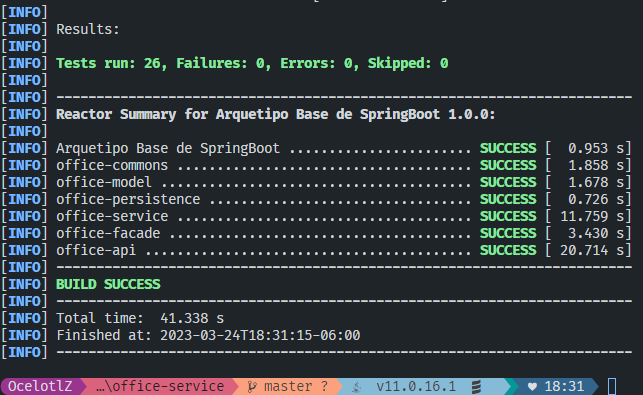 [INFO]
[INFO] Results:
[INFO]
[INFO] Tests run: 26, Failures: 0, Errors: 0, Skipped: 0
[INFO]
[INFO] ------------------------------------------------------------------------
[INFO] Reactor Summary for Arquetipo Base de SpringBoot 1.0.0:
[INFO]
[INFO] Arquetipo Base de SpringBoot ....................... SUCCESS [  0.953 s]
[INFO] office-commons ..................................... SUCCESS [  1.858 s]
[INFO] office-model ....................................... SUCCESS [  1.678 s]
[INFO] office-persistence ................................. SUCCESS [  0.726 s]
[INFO] office-service ..................................... SUCCESS [ 11.759 s]
[INFO] office-facade ...................................... SUCCESS [  3.430 s]
[INFO] office-api ......................................... SUCCESS [ 20.714 s]
[INFO] ------------------------------------------------------------------------
[INFO] BUILD SUCCESS
[INFO] ------------------------------------------------------------------------
[INFO] Total time:  41.338 s
[INFO] Finished at: 2023-03-24T18:31:15-06:00
[INFO] ------------------------------------------------------------------------
OcelotlZ …\office-service master ? v11.0.16.1 ♥ 18:31